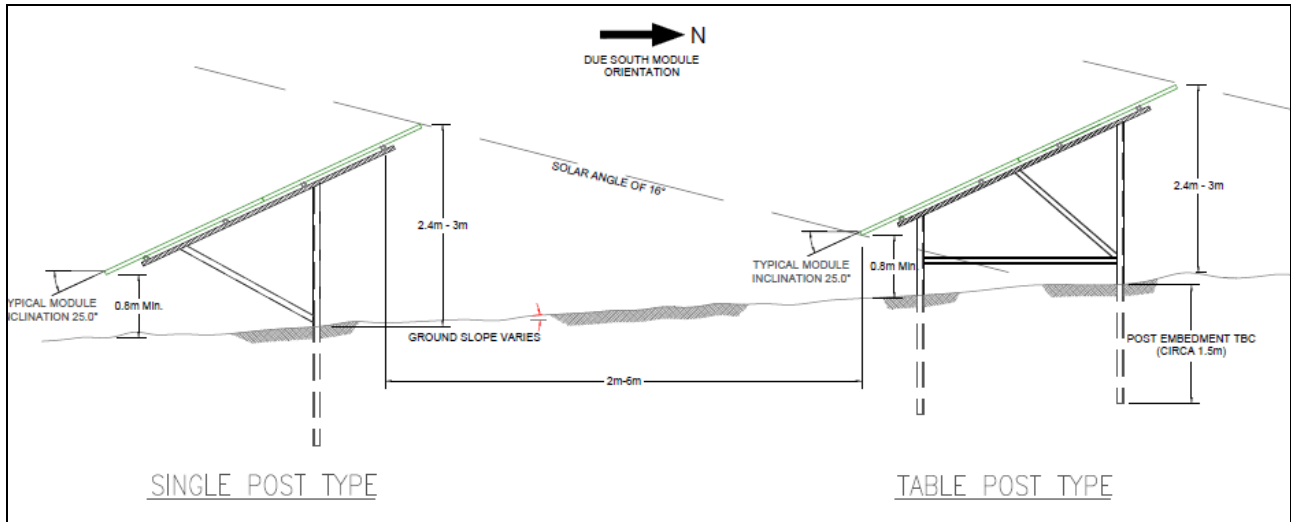 N
DUE SOUTH MODULE
ORIENTATION
SOLAR ANGLE OF 16°
2.4m - 3m
2.4m - 3m
TYPICAL MODULE
INCLINATION 25.0°
0.8m Min
YPICAL MODULE
NCLINATION 25.0°
0.8m Min.
GROUND SLOPE VARIES
POST EMBEDMENT TBC
(CIRCA 1.5m)
2m-6m
SINGLE POST TYPE
TABLE POST TYPE